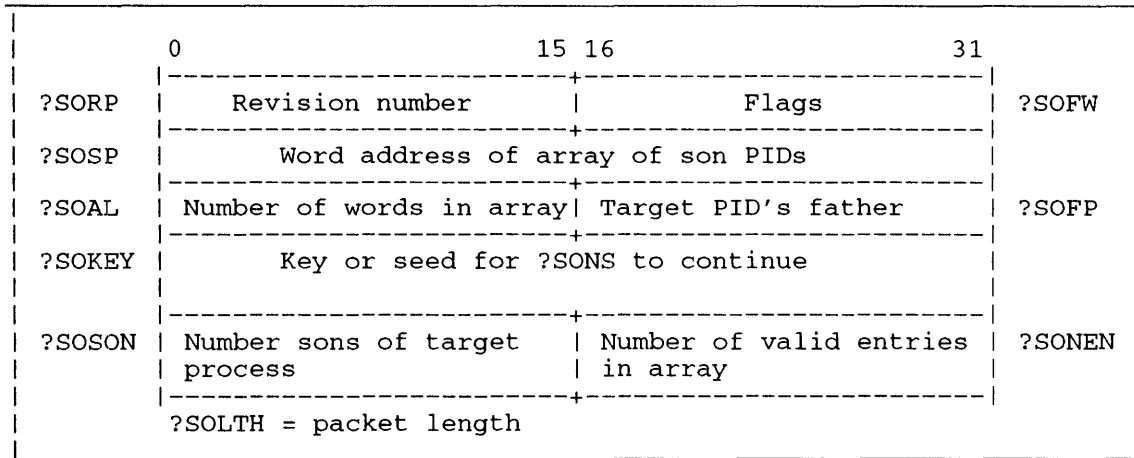 0 15 16 31
?SORP Revision number Flags ?SOFW
?SOSP Word address of array of son PIDs
?SOAL Number of words in array Target PID's father ?SOFP
?SOKEY Key or seed for ?SONS to continue
?SOSON Number sons of target Number of valid entries ?SONEN
process in array
?SOLTH = packet length